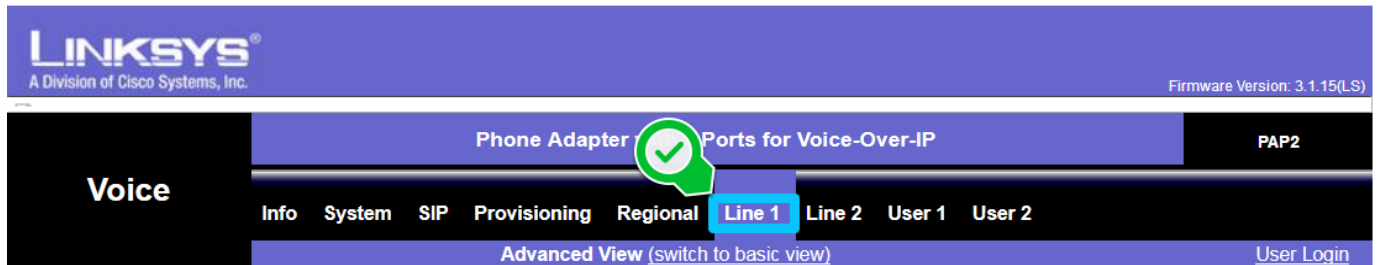 LINKSYS®
A Division of Cisco Systems, Inc.
Firmware Version: 3.1.15(LS)
Phone Adapter Ports for Voice-Over-IP
PAP2
Voice
Info System SIP Provisioning Regional Line 1 Line 2 User 1 User 2
Advanced View (switch to basic view)
User Login